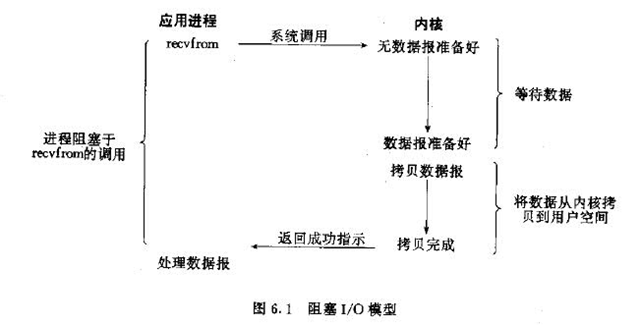 应用进程
内核
recvfrom
系统调用
无数据报准备好
等待数据
进程阻塞于
recvfrom的调用
数据报准备好
拷贝数据报
将数据从内核拷
贝到用户空间
返回成功指示
拷贝完成
处理数据报
图 6.1 阻塞 I/O 模型